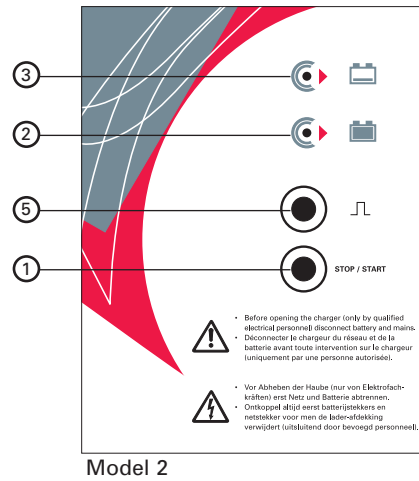 3
2
5
1
STOP / START
• Before opening the charger (only by qualified
electrical personnel) disconnect battery and mains.
• Déconnecter le chargeur du réseau et de la
batterie avant toute intervention sur le chargeur
(uniquement par une personne autorisée).
• Vor Abheben der Haube (nur von Elektrofach-
kräften) erst Netz und Batterie abtrennen.
• Ontkoppel altijd eerst batterijstekkers en
netstekker voor men de lader-afdekking
verwijdert (uitsluitend door bevoegd personeel).
Model 2